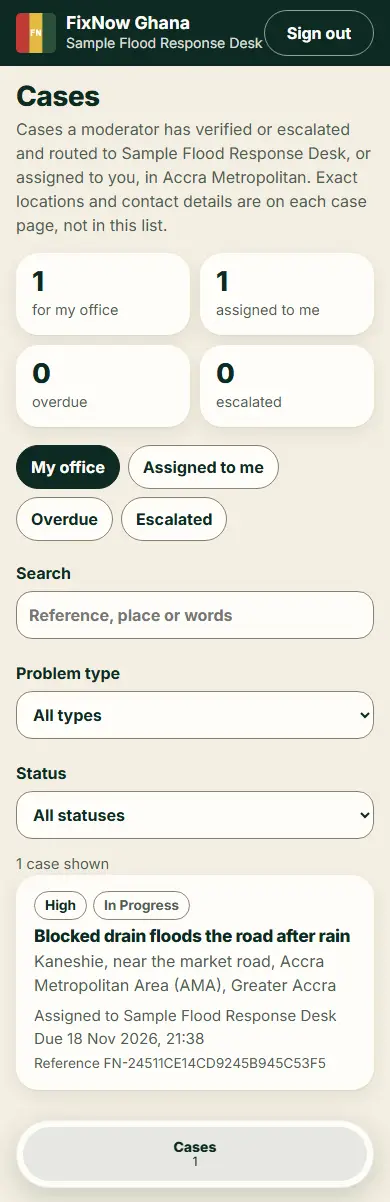 FN
FixNow Ghana
Sample Flood Response Desk
Sign out
Cases
Cases a moderator has verified or escalated
and routed to Sample Flood Response Desk, or
assigned to you, in Accra Metropolitan. Exact
locations and contact details are on each case
page, not in this list.
1
for my office
1
assigned to me
0
overdue
0
escalated
My office
Assigned to me
Overdue
Escalated
Search
Reference, place or words
Problem type
All types
Status
All statuses
1 case shown
High
In Progress
Blocked drain floods the road after rain
Kaneshie, near the market road, Accra
Metropolitan Area (AMA), Greater Accra
Assigned to Sample Flood Response Desk
Due 18 Nov 2026, 21:38
Reference FN-24511CE14CD9245B945C53F5
Cases
1